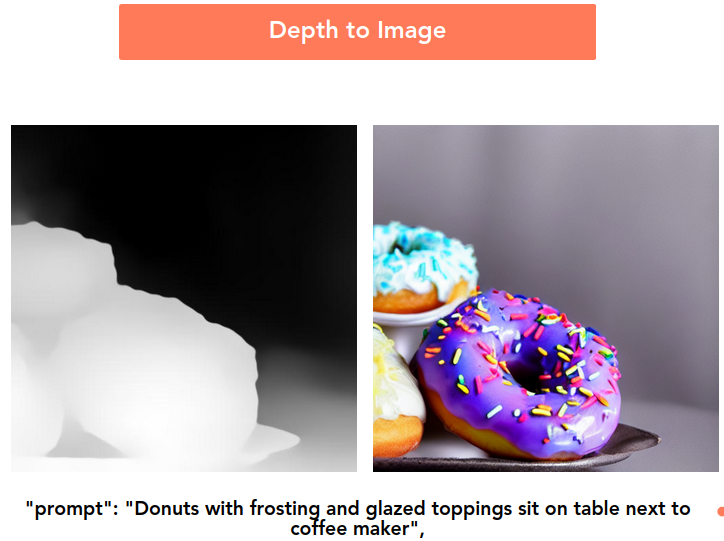 Depth to Image
"prompt": "Donuts with frosting and glazed toppings sit on table next to
coffee maker",